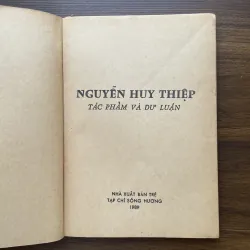 NGUYỄN HUY THIỆP
TÁC PHẨM VÀ DƯ LUẬN
NHÀ XUẤT BẢN TRẺ
TẠP CHÍ SÔNG HƯƠNG
1989